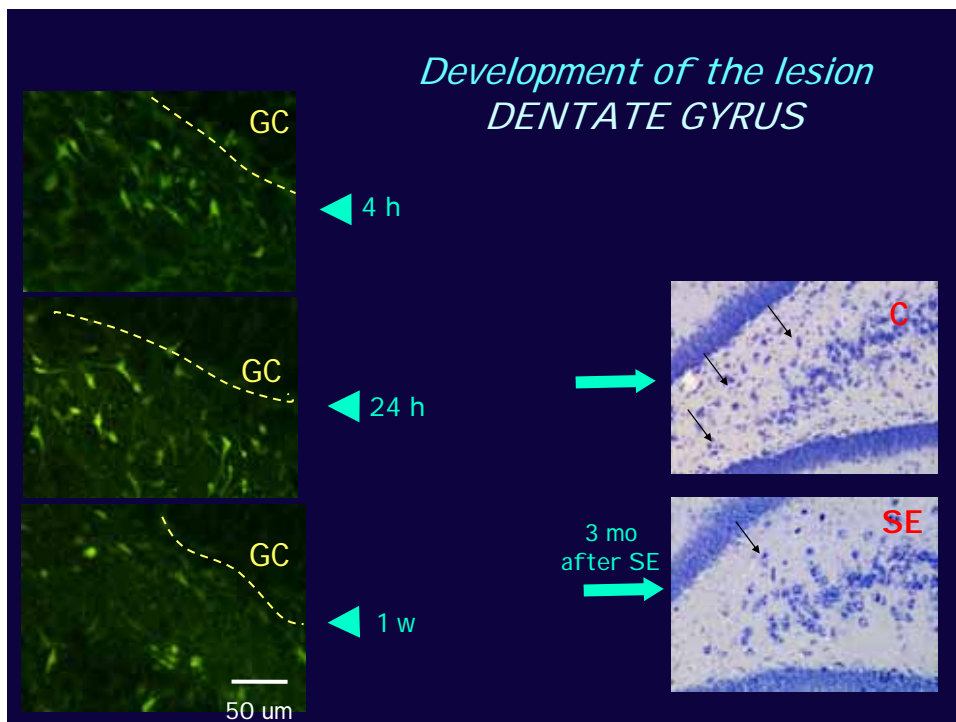 Development of the lesion
DENTATE GYRUS
GC
4 h
GC
24 h
GC
1 w
50 um
C
3 mo
after SE
SE